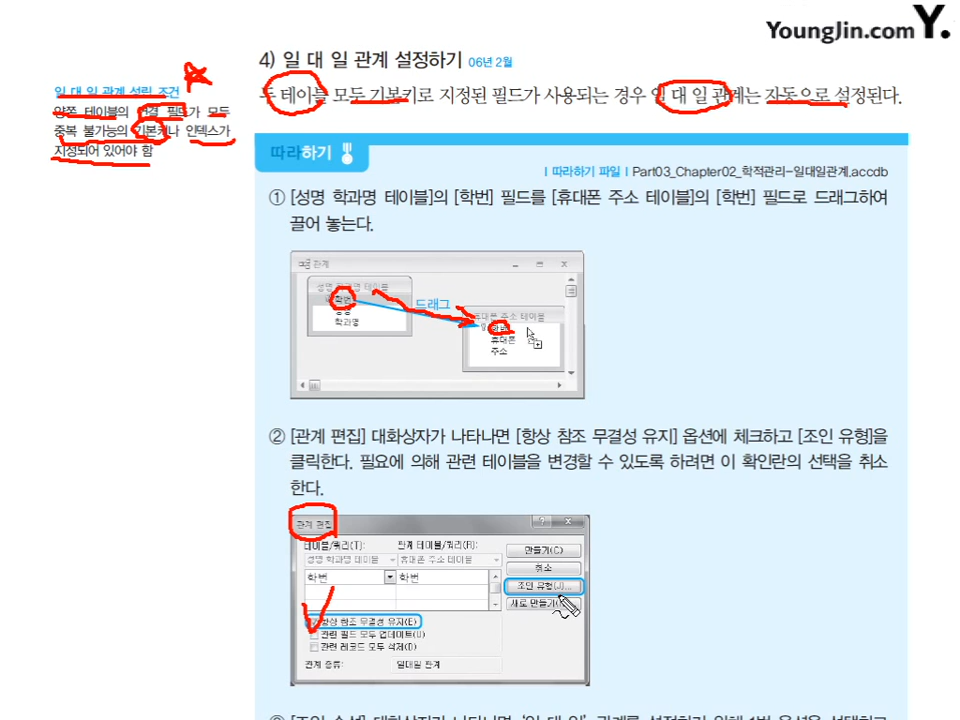 YoungJin.com Y.
4) 일 대 일 관계 설정하기 06년 2월
두 테이블 모두 기본키로 지정된 필드가 사용되는 경우 일 대 일 관계는 자동으로 설정된다.
일 대 일 관계 성립 조건
양쪽 테이블의 연결 필드가 모두
중복 불가능의 기본키나 인덱스가
지정되어 있어야 함
따라하기
| 따라하기 파일 | Part03_Chapter02_학적관리-일대일관계.accdb
① [성명 학과명 테이블]의 [학번] 필드를 [휴대폰 주소 테이블]의 [학번] 필드로 드래그하여
끌어 놓는다.
관계
성명 학과명 테이블
학번
성명
학과명
드래그
휴대폰 주소 테이블
학번
휴대폰
주소
② [관계 편집] 대화상자가 나타나면 [항상 참조 무결성 유지] 옵션에 체크하고 [조인 유형]을
클릭한다. 필요에 의해 관련 테이블을 변경할 수 있도록 하려면 이 확인란의 선택을 취소
한다.
관계 편집
테이블/쿼리(T): 관계 테이블/쿼리(R):
성명 학과명 테이블 휴대폰 주소 테이블
학번 학번
만들기(C)
취소
조인 유형(J)...
새로 만들기
항상 참조 무결성 유지(E)
관련 필드 모두 업데이트(U)
관련 레코드 모두 삭제(D)
관계 종류: 일대일 관계